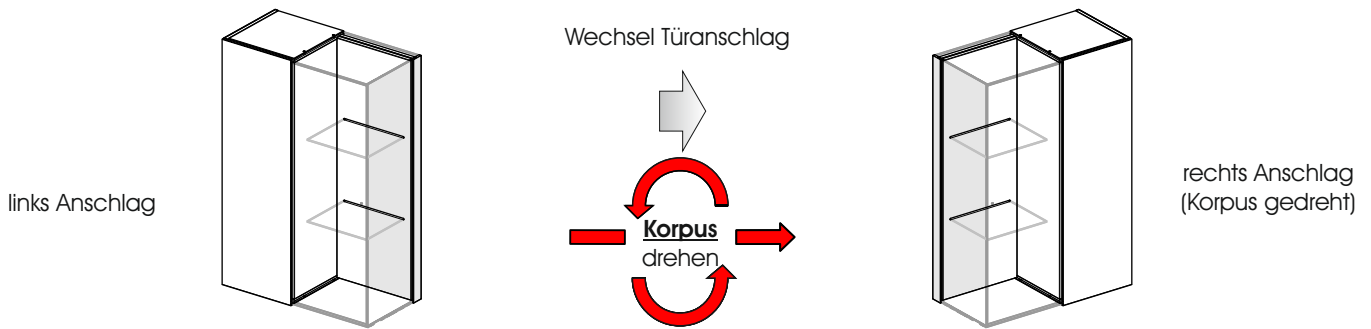 Wechsel Türanschlag
links Anschlag
Korpus
drehen
rechts Anschlag
(Korpus gedreht)